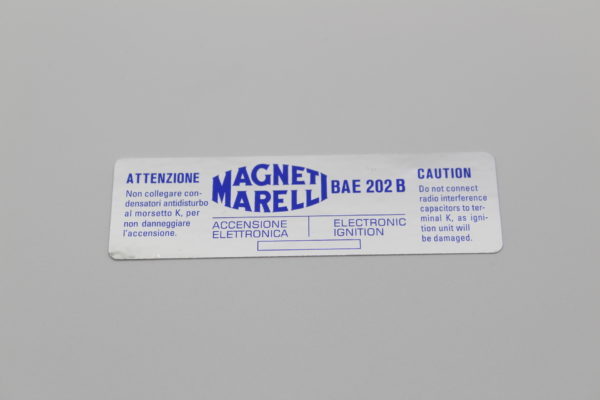 ATTENZIONE
Non collegare con-
densatori antidisturbo
al morsetto K, per
non danneggiare
l'accensione.
MAGNETI
MARELLI
BAE 202 B
ACCENSIONE
ELETTRONICA
ELECTRONIC
IGNITION
CAUTION
Do not connect
radio interference
capacitors to ter-
minal K, as igni-
tion unit will
be damaged.